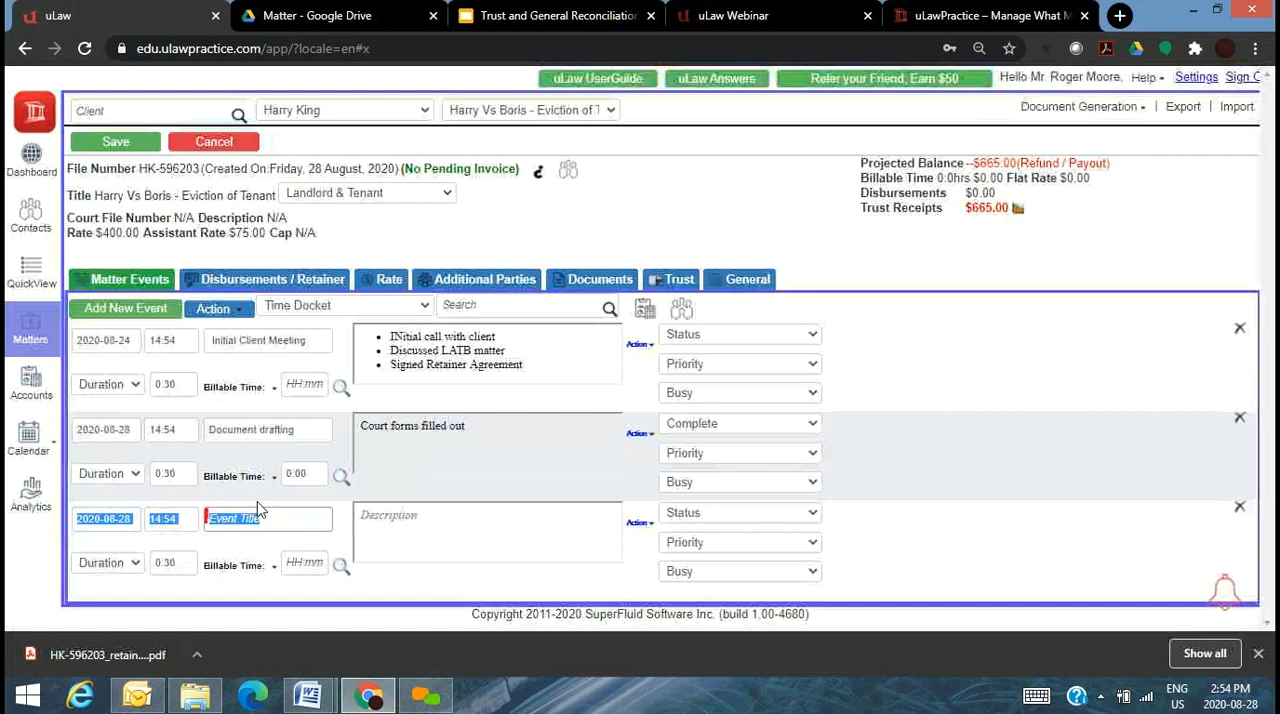 uLaw
Matter - Google Drive
Trust and General Reconciliation
uLaw Webinar
uLawPractice – Manage What M
edu.ulawpractice.com/app/?locale=en#x
uLaw UserGuide
uLaw Answers
Refer your Friend, Earn $50
Hello Mr. Roger Moore,
Help
Settings
Sign O
Client
Harry King
Harry Vs Boris - Eviction of T
Document Generation
Export
Import
Save
Cancel
File Number HK-596203 (Created On:Friday, 28 August, 2020) (No Pending Invoice)
Title Harry Vs Boris - Eviction of Tenant
Landlord & Tenant
Court File Number N/A Description N/A
Rate $400.00 Assistant Rate $75.00 Cap N/A
Projected Balance --$665.00(Refund / Payout)
Billable Time 0:0hrs $0.00 Flat Rate $0.00
Disbursements $0.00
Trust Receipts $665.00
Dashboard
Contacts
QuickView
Matters
Accounts
Calendar
Analytics
Matter Events
Disbursements / Retainer
Rate
Additional Parties
Documents
Trust
General
Add New Event
Action
Time Docket
Search
2020-08-24
14:54
Initial Client Meeting
• INitial call with client
• Discussed LATB matter
• Signed Retainer Agreement
Action
Status
Priority
Busy
Duration
0:30
Billable Time:
HH:mm
2020-08-28
14:54
Document drafting
Court forms filled out
Action
Complete
Priority
Busy
Duration
0:30
Billable Time:
0:00
2020-08-28
14:54
Event Title
Description
Action
Status
Priority
Busy
Duration
0:30
Billable Time:
HH:mm
Copyright 2011-2020 SuperFluid Software Inc. (build 1.00-4680)
HK-596203_retain....pdf
Show all
ENG
US
2:54 PM
2020-08-28